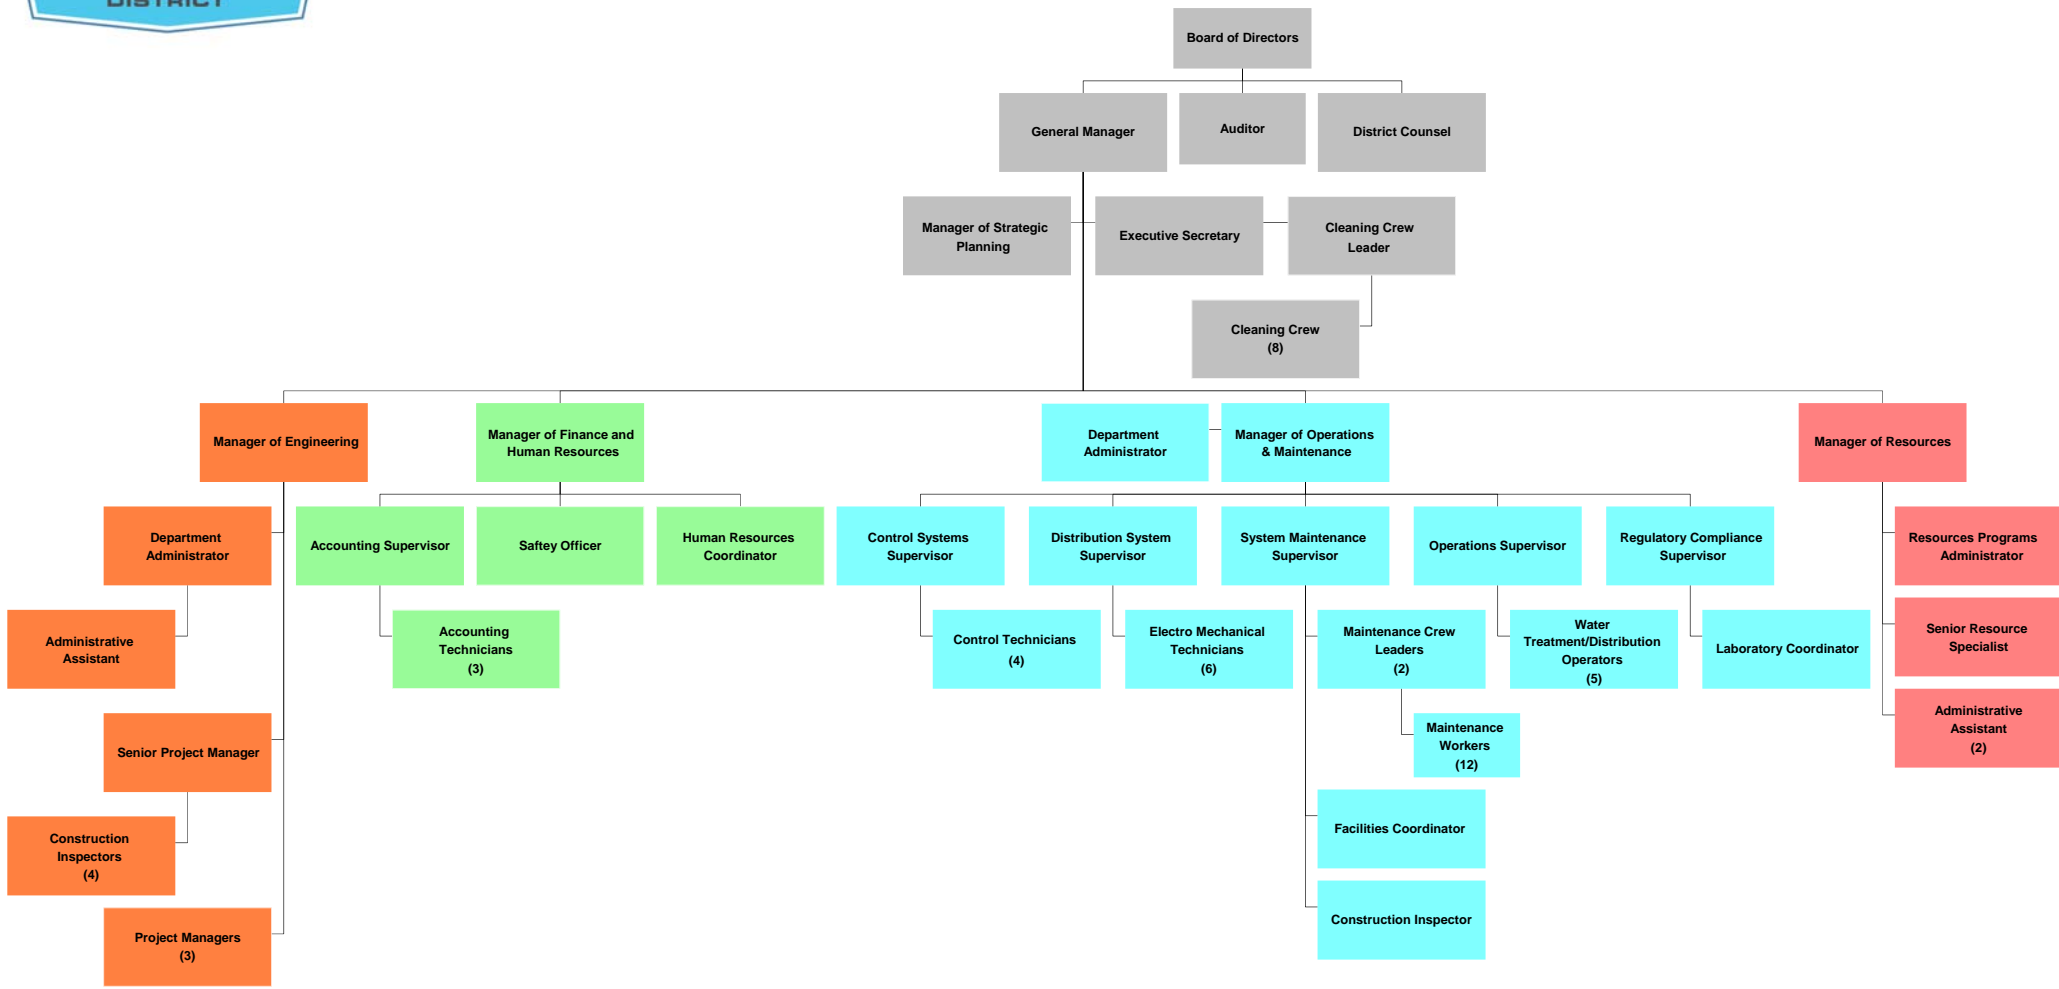 DISTRICT
Board of Directors
General Manager
Auditor
District Counsel
Manager of Strategic
Planning
Executive Secretary
Cleaning Crew
Leader
Cleaning Crew
(8)
Manager of Engineering
Manager of Finance and
Human Resources
Department
Administrator
Manager of Operations
& Maintenance
Manager of Resources
Department
Administrator
Accounting Supervisor
Saftey Officer
Human Resources
Coordinator
Control Systems
Supervisor
Distribution System
Supervisor
System Maintenance
Supervisor
Operations Supervisor
Regulatory Compliance
Supervisor
Resources Programs
Administrator
Administrative
Assistant
Accounting
Technicians
(3)
Control Technicians
(4)
Electro Mechanical
Technicians
(6)
Maintenance Crew
Leaders
(2)
Water
Treatment/Distribution
Operators
(5)
Laboratory Coordinator
Senior Resource
Specialist
Senior Project Manager
Maintenance
Workers
(12)
Administrative
Assistant
(2)
Construction
Inspectors
(4)
Facilities Coordinator
Project Managers
(3)
Construction Inspector